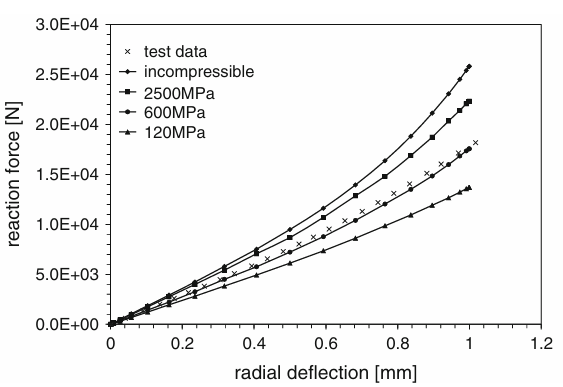 3.0E+04
2.5E+04
2.0E+04
1.5E+04
1.0E+04
5.0E+03
0.0E+00
reaction force [N]
test data
incompressible
2500MPa
600MPa
120MPa
0 0.2 0.4 0.6 0.8 1 1.2
radial deflection [mm]